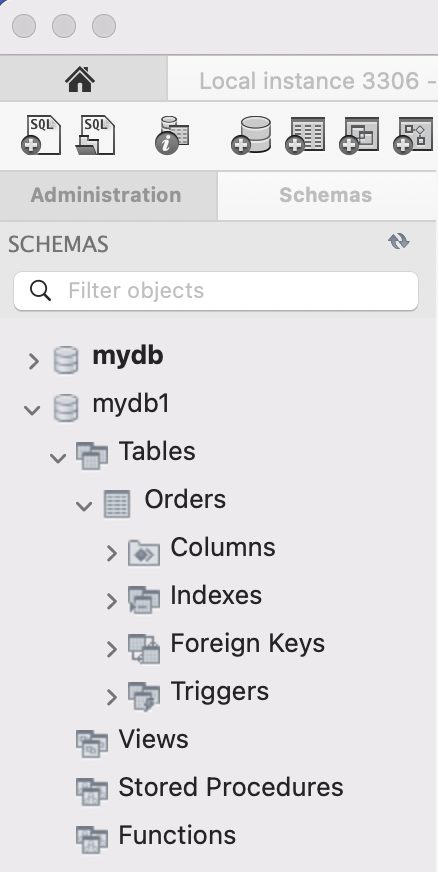 Local instance 3306 -
SQL SQL
Administration Schemas
SCHEMAS
Filter objects
mydb
mydb1
Tables
Orders
Columns
Indexes
Foreign Keys
Triggers
Views
Stored Procedures
Functions